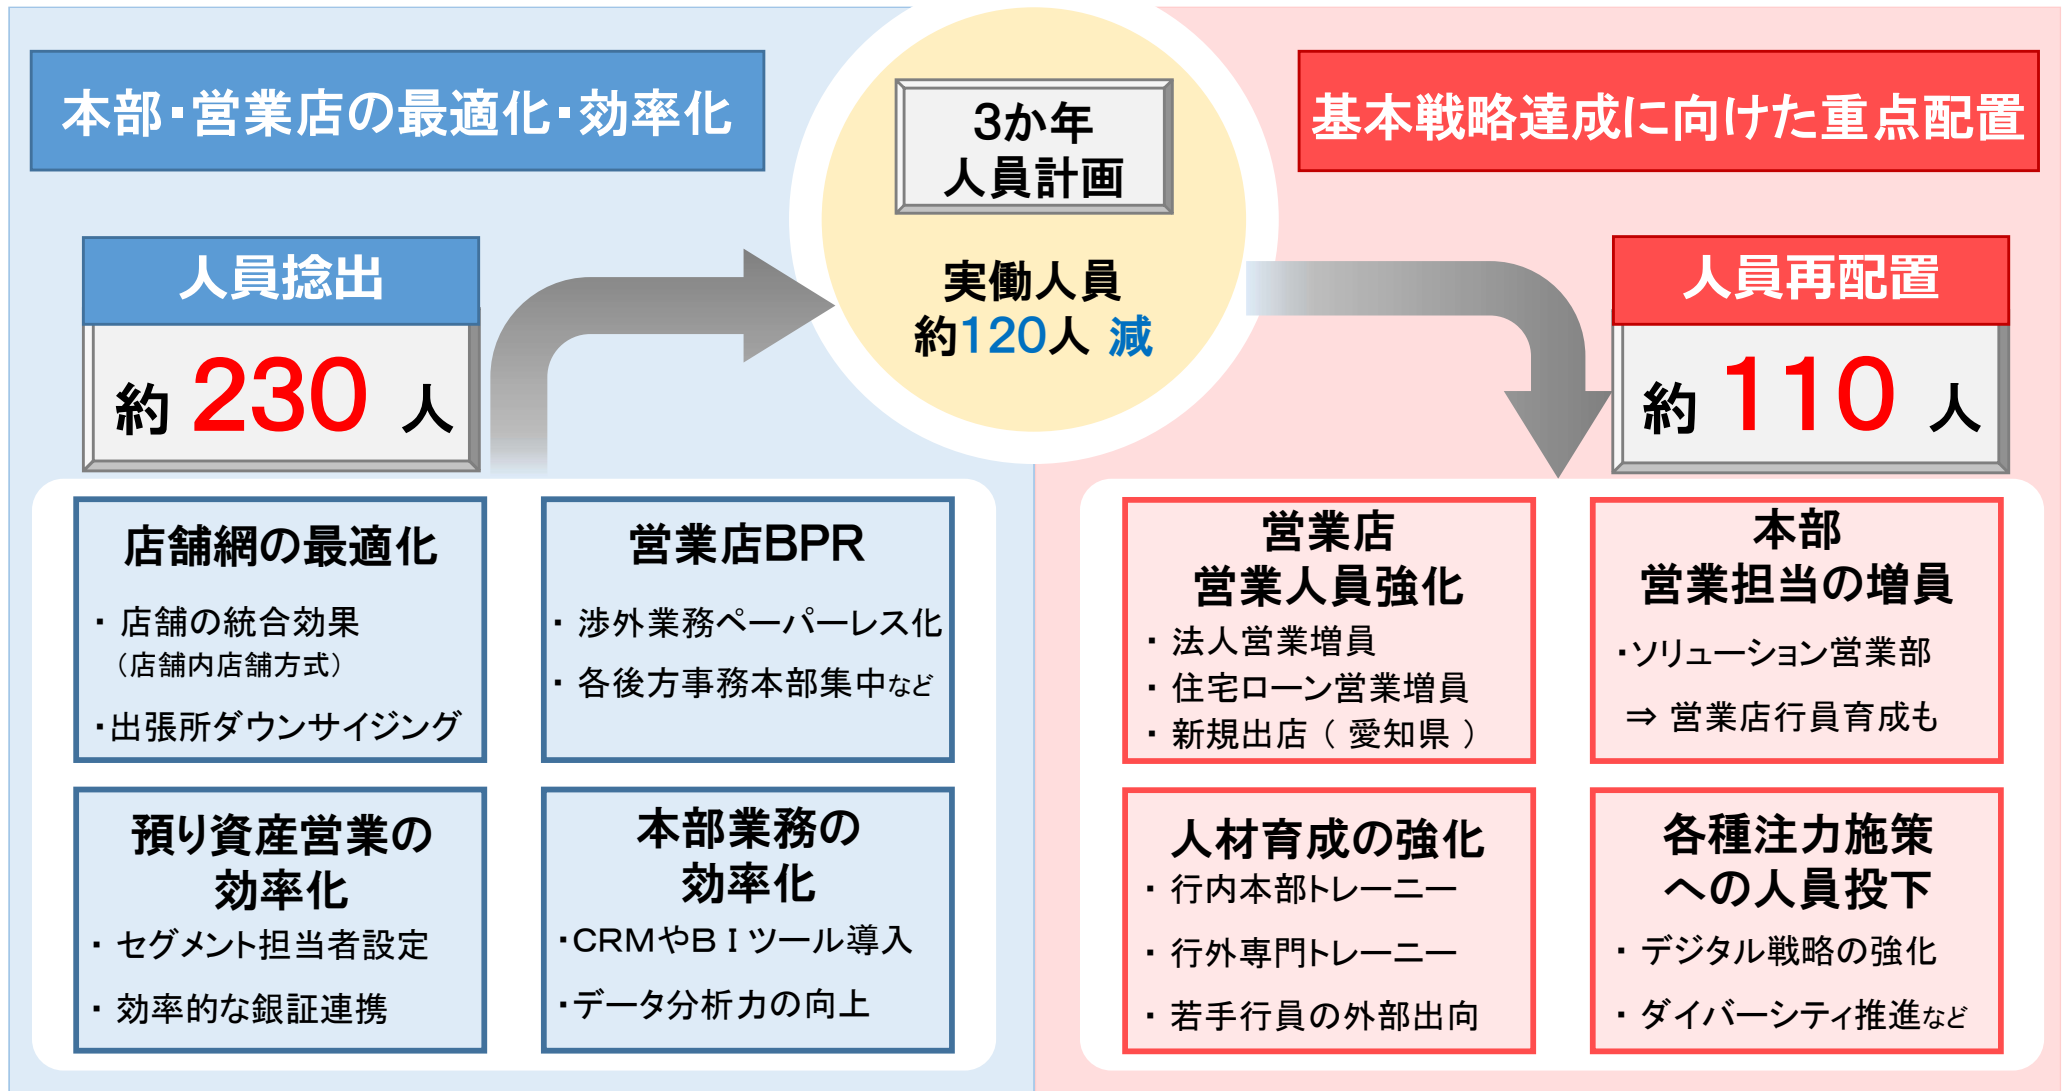 本部・営業店の最適化・効率化
3か年
人員計画
実働人員
約120人 減
基本戦略達成に向けた重点配置
人員捻出
約 230 人
店舗網の最適化
・ 店舗の統合効果
（店舗内店舗方式）
・出張所ダウンサイジング
営業店BPR
・ 渉外業務ペーパーレス化
・ 各後方事務本部集中など
預り資産営業の
効率化
・ セグメント担当者設定
・ 効率的な銀証連携
本部業務の
効率化
・CRMやBIツール導入
・データ分析力の向上
人員再配置
約 110 人
営業店
営業人員強化
・ 法人営業増員
・ 住宅ローン営業増員
・ 新規出店（ 愛知県 ）
本部
営業担当の増員
・ソリューション営業部
⇒ 営業店行員育成も
人材育成の強化
・ 行内本部トレーニー
・ 行外専門トレーニー
・ 若手行員の外部出向
各種注力施策
への人員投下
・ デジタル戦略の強化
・ ダイバーシティ推進など